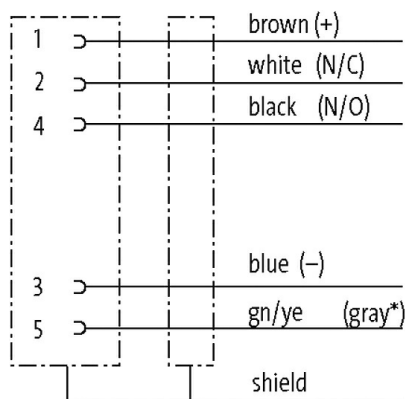 1 brown (+)
2 white (N/C)
4 black (N/O)
3 blue (–)
5 gn/ye (gray*)
shield